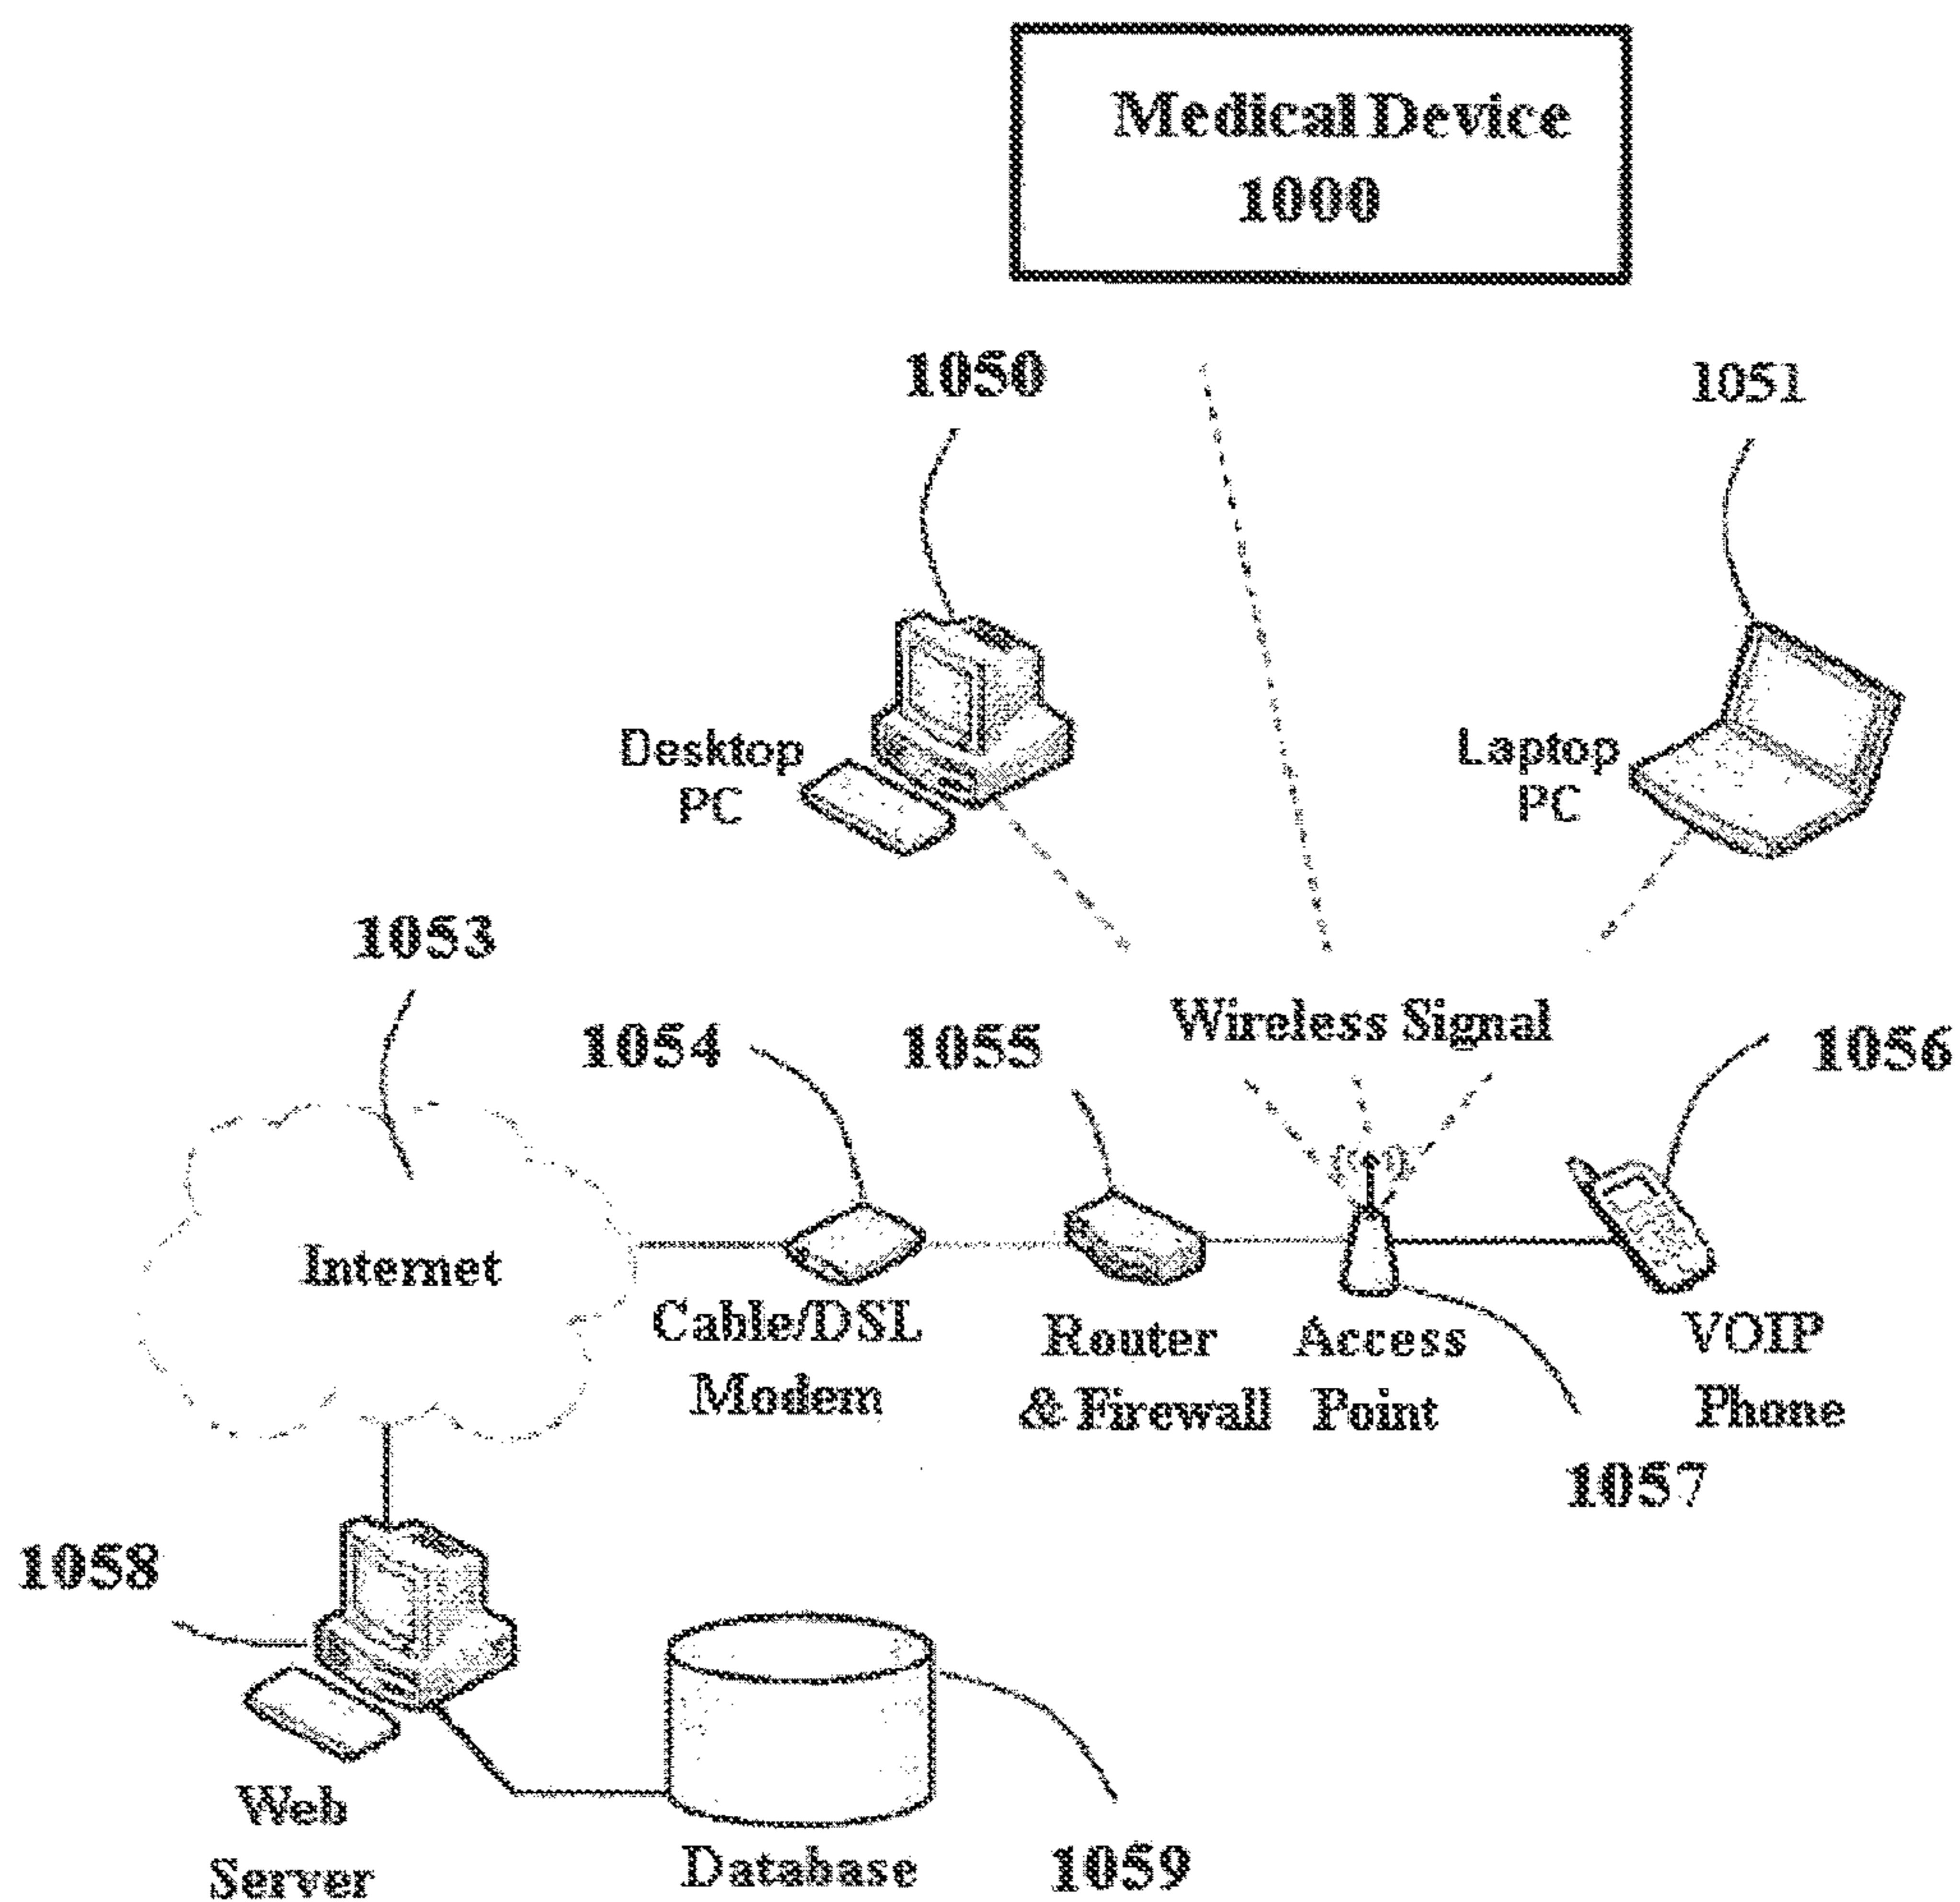 Medical Device
1000
1050
1051
Desktop
PC
Laptop
PC
1053
1054
1055
Wireless Signal
1056
Internet
Cable/DSL
Modem
Router
& Firewall
Access
Point
VOIP
Phone
1057
1058
Web
Server
Database
1059